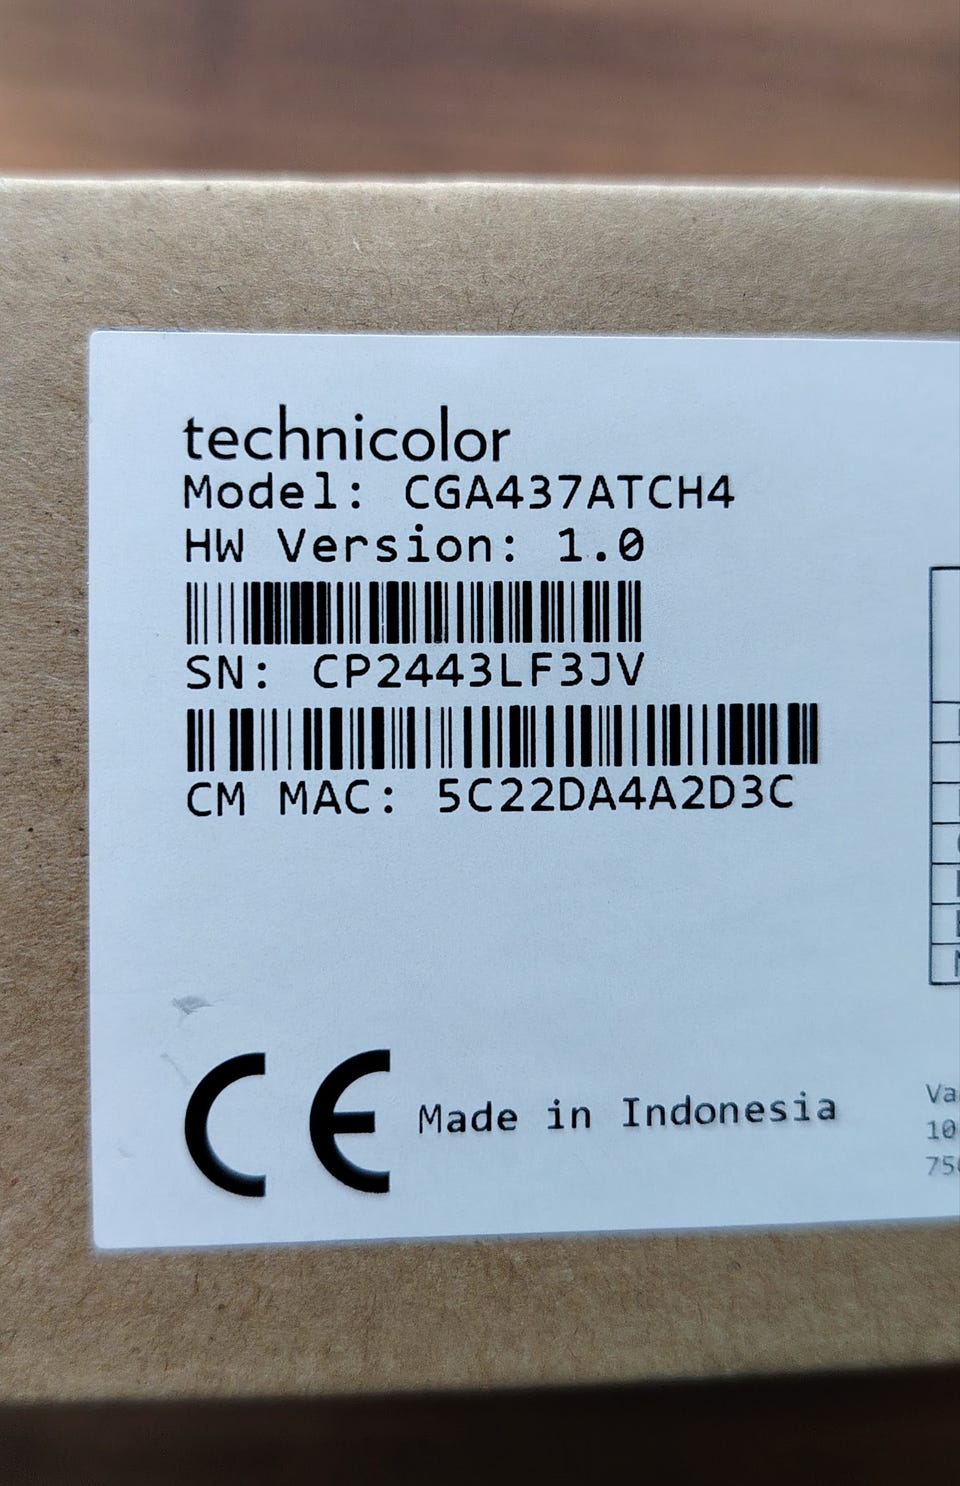 technicolor
Model: CGA437ATCH4
HW Version: 1.0
SN: CP2443LF3JV
CM MAC: 5C22DA4A2D3C
CE Made in Indonesia